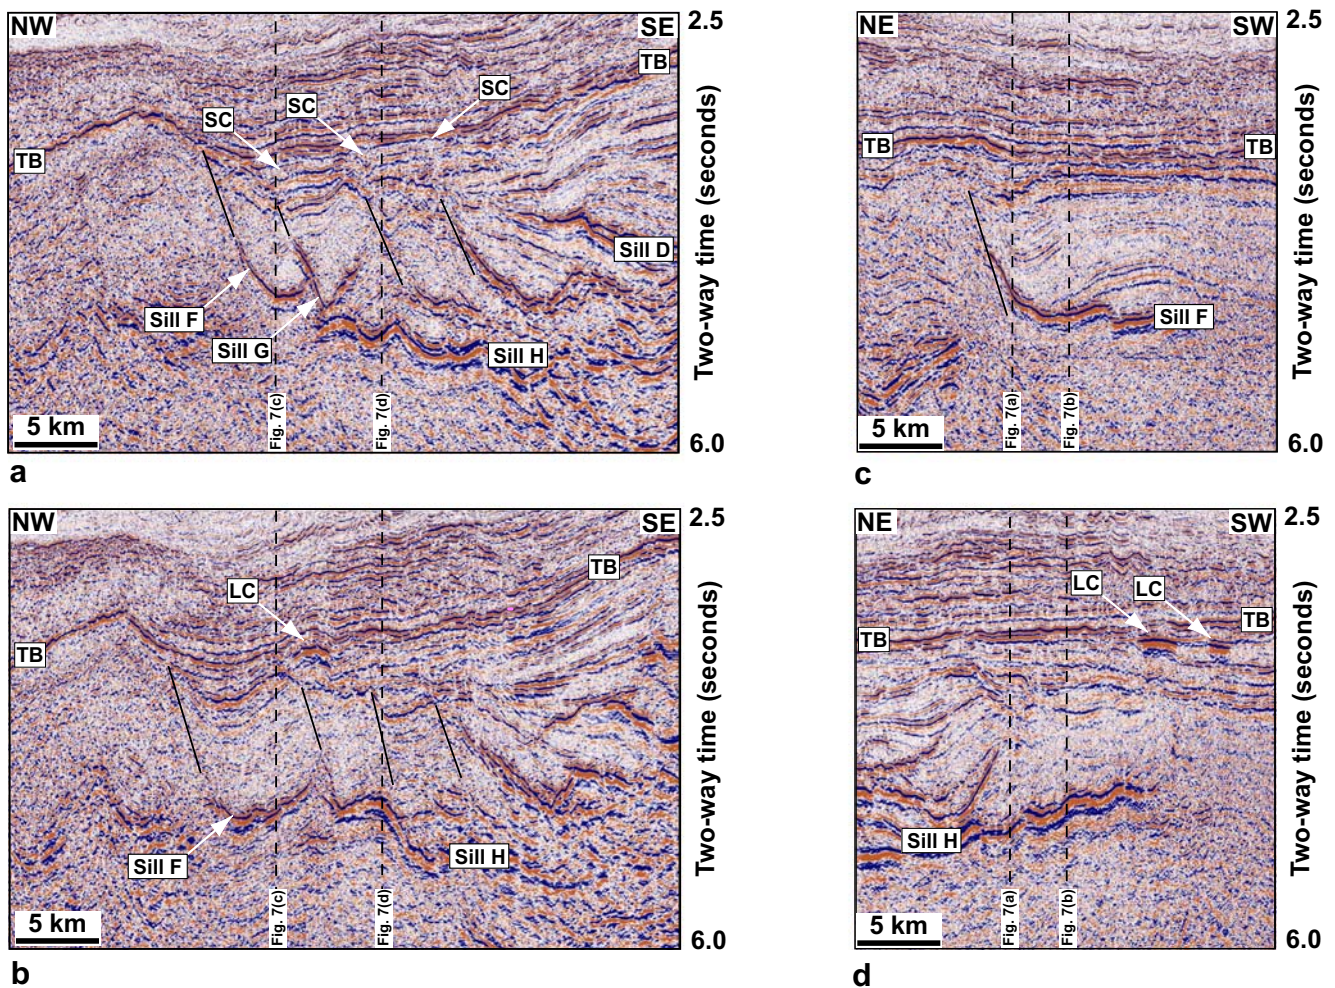 NW
SE
2.5
TB
SC
SC
SC
TB
Sill D
Sill F
Sill G
Sill H
Two-way time (seconds)
5 km
Fig. 7(c)
Fig. 7(d)
6.0
a
NE
SW
2.5
TB
TB
Sill F
Two-way time (seconds)
5 km
Fig. 7(a)
Fig. 7(b)
6.0
c
NW
SE
2.5
TB
LC
TB
Sill F
Sill H
Two-way time (seconds)
5 km
Fig. 7(c)
Fig. 7(d)
6.0
b
NE
SW
2.5
LC
LC
TB
TB
Sill H
Two-way time (seconds)
5 km
Fig. 7(a)
Fig. 7(b)
6.0
d